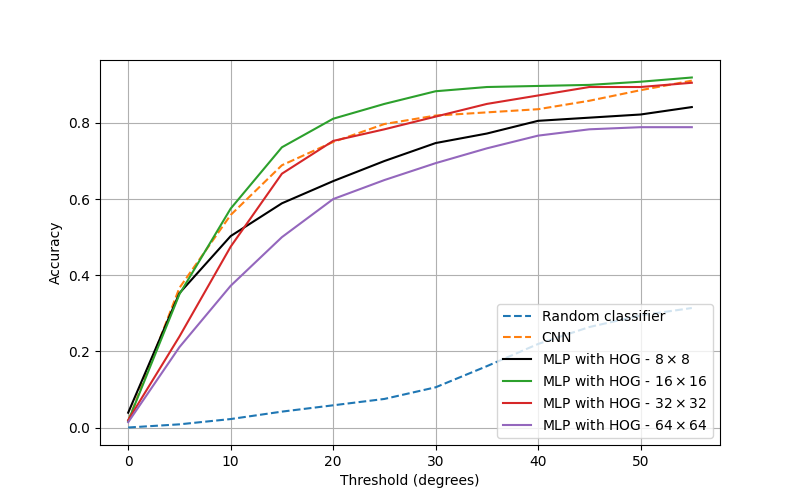 0.8
0.6
0.4
0.2
0.0
Accuracy
0
10
20
30
40
50
Threshold (degrees)
Random classifier
CNN
MLP with HOG - 8 × 8
MLP with HOG - 16 × 16
MLP with HOG - 32 × 32
MLP with HOG - 64 × 64